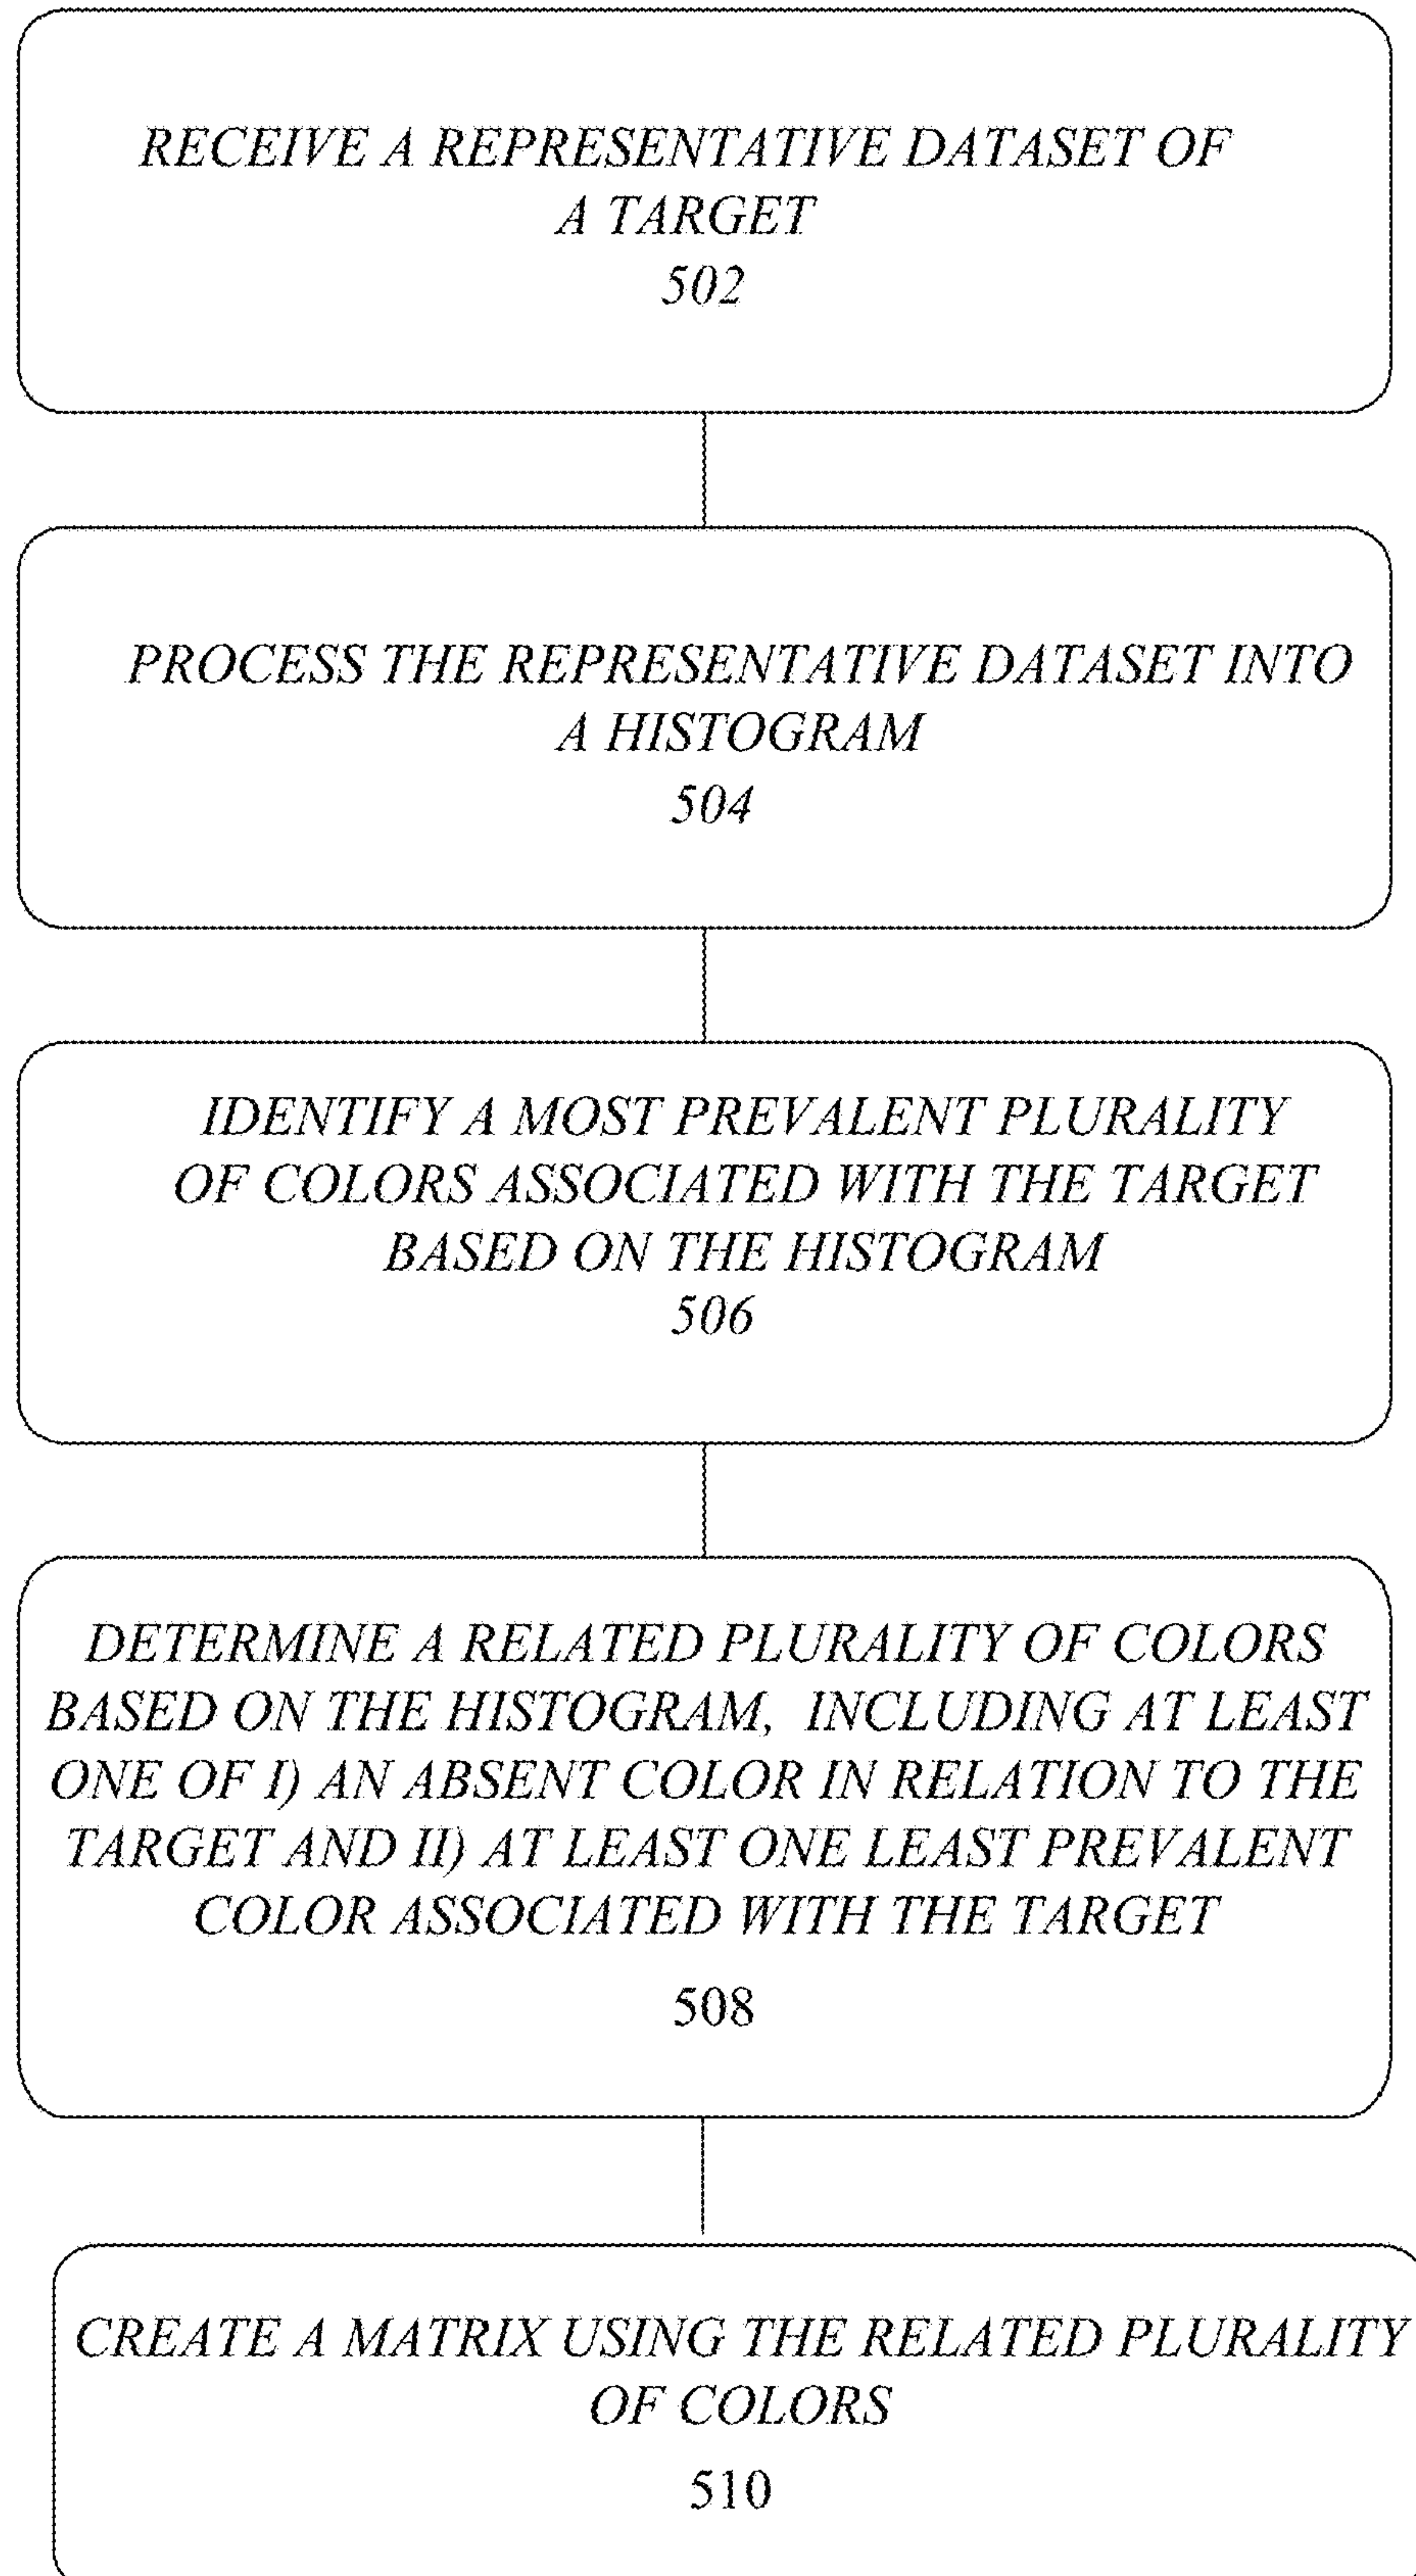 RECEIVE A REPRESENTATIVE DATASET OF
A TARGET
502
PROCESS THE REPRESENTATIVE DATASET INTO
A HISTOGRAM
504
IDENTIFY A MOST PREVALENT PLURALITY
OF COLORS ASSOCIATED WITH THE TARGET
BASED ON THE HISTOGRAM
506
DETERMINE A RELATED PLURALITY OF COLORS
BASED ON THE HISTOGRAM, INCLUDING AT LEAST
ONE OF I) AN ABSENT COLOR IN RELATION TO THE
TARGET AND II) AT LEAST ONE LEAST PREVALENT
COLOR ASSOCIATED WITH THE TARGET
508
CREATE A MATRIX USING THE RELATED PLURALITY
OF COLORS
510